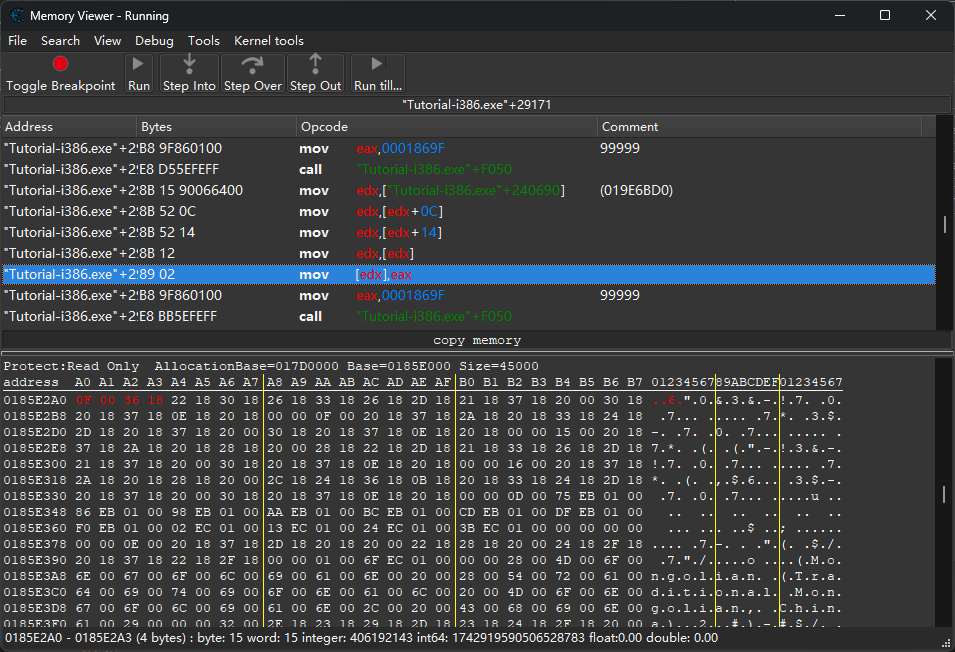 Memory Viewer - Running
File Search View Debug Tools Kernel tools
Toggle Breakpoint Run Step Into Step Over Step Out Run till...
"Tutorial-i386.exe"+29171
Address Bytes Opcode Comment
"Tutorial-i386.exe"+2 B8 9F860100 mov eax,0001869F 99999
"Tutorial-i386.exe"+2 E8 D55EFEFF call "Tutorial-i386.exe"+F050
"Tutorial-i386.exe"+2 8B 15 90066400 mov edx,["Tutorial-i386.exe"+240690] (019E6BD0)
"Tutorial-i386.exe"+2 8B 52 0C mov edx,[edx+0C]
"Tutorial-i386.exe"+2 8B 52 14 mov edx,[edx+14]
"Tutorial-i386.exe"+2 8B 12 mov edx,[edx]
"Tutorial-i386.exe"+2 89 02 mov [edx],eax
"Tutorial-i386.exe"+2 B8 9F860100 mov eax,0001869F 99999
"Tutorial-i386.exe"+2 E8 BB5EFEFF call "Tutorial-i386.exe"+F050
copy memory
Protect:Read Only AllocationBase=017D0000 Base=0185E000 Size=45000
address A0 A1 A2 A3 A4 A5 A6 A7 A8 A9 AA AB AC AD AE AF B0 B1 B2 B3 B4 B5 B6 B7 0123456789ABCDEF01234567
0185E2A0 0F 00 36 18 22 18 30 18 26 18 33 18 26 18 2D 18 21 18 37 18 20 00 30 18 ..6.".0.&.3.&.-.!.7. .0.
0185E2B8 20 18 37 18 0E 18 20 18 00 00 0F 00 20 18 37 18 2A 18 20 18 33 18 24 18 .7... ..... .7.*. .3.$.
0185E2D0 2D 18 20 18 37 18 20 00 30 18 20 18 37 18 0E 18 20 18 00 00 15 00 20 18 -. .7. .0. .7... ..... .
0185E2E8 37 18 2A 18 20 18 28 18 20 00 28 18 22 18 2D 18 21 18 33 18 26 18 2D 18 7.*. .(. .(.".-.!.3.&.-.
0185E300 21 18 37 18 20 00 30 18 20 18 37 18 0E 18 20 18 00 00 16 00 20 18 37 18 !.7. .0. .7... ..... .7.
0185E318 2A 18 20 18 28 18 20 00 2C 18 24 18 36 18 0B 18 20 18 33 18 24 18 2D 18 *. .(. .,.$.6... .3.$.-.
0185E330 20 18 37 18 20 00 30 18 20 18 37 18 0E 18 20 18 00 00 0D 00 75 EB 01 00 .7. .0. .7... .....u ..
0185E348 86 EB 01 00 98 EB 01 00 AA EB 01 00 BC EB 01 00 CD EB 01 00 DF EB 01 00
0185E360 F0 EB 01 00 02 EC 01 00 13 EC 01 00 24 EC 01 00 3B EC 01 00 00 00 00 00
0185E378 00 00 0E 00 20 18 37 18 2D 18 20 18 20 00 22 18 28 18 20 00 24 18 2F 18 .... .7.-. . .".(. .$./.
0185E390 20 18 37 18 22 18 2F 18 00 00 01 00 6F EC 01 00 00 00 28 00 4D 00 6F 00 .7."./.....o ....(.M.o.
0185E3A8 6E 00 67 00 6F 00 6C 00 69 00 61 00 6E 00 20 00 28 00 54 00 72 00 61 00 n.g.o.l.i.a.n. .(.T.r.a.
0185E3C0 64 00 69 00 74 00 69 00 6F 00 6E 00 61 00 6C 00 20 00 4D 00 6F 00 6E 00 d.i.t.i.o.n.a.l. .M.o.n.
0185E3D8 67 00 6F 00 6C 00 69 00 61 00 6E 00 2C 00 20 00 43 00 68 00 69 00 6E 00 g.o.l.i.a.n.,. .C.h.i.n.
0185E3F0 61 00 29 00 00 00 32 00 2E 18 23 18 29 18 2D 18 23 18 24 18 2F 18 20 00 a.)...2...#.).-.#.$./. .
0185E2A0 - 0185E2A3 (4 bytes) : byte: 15 word: 15 integer: 406192143 int64: 1742919590506528783 float:0.00 double: 0.00